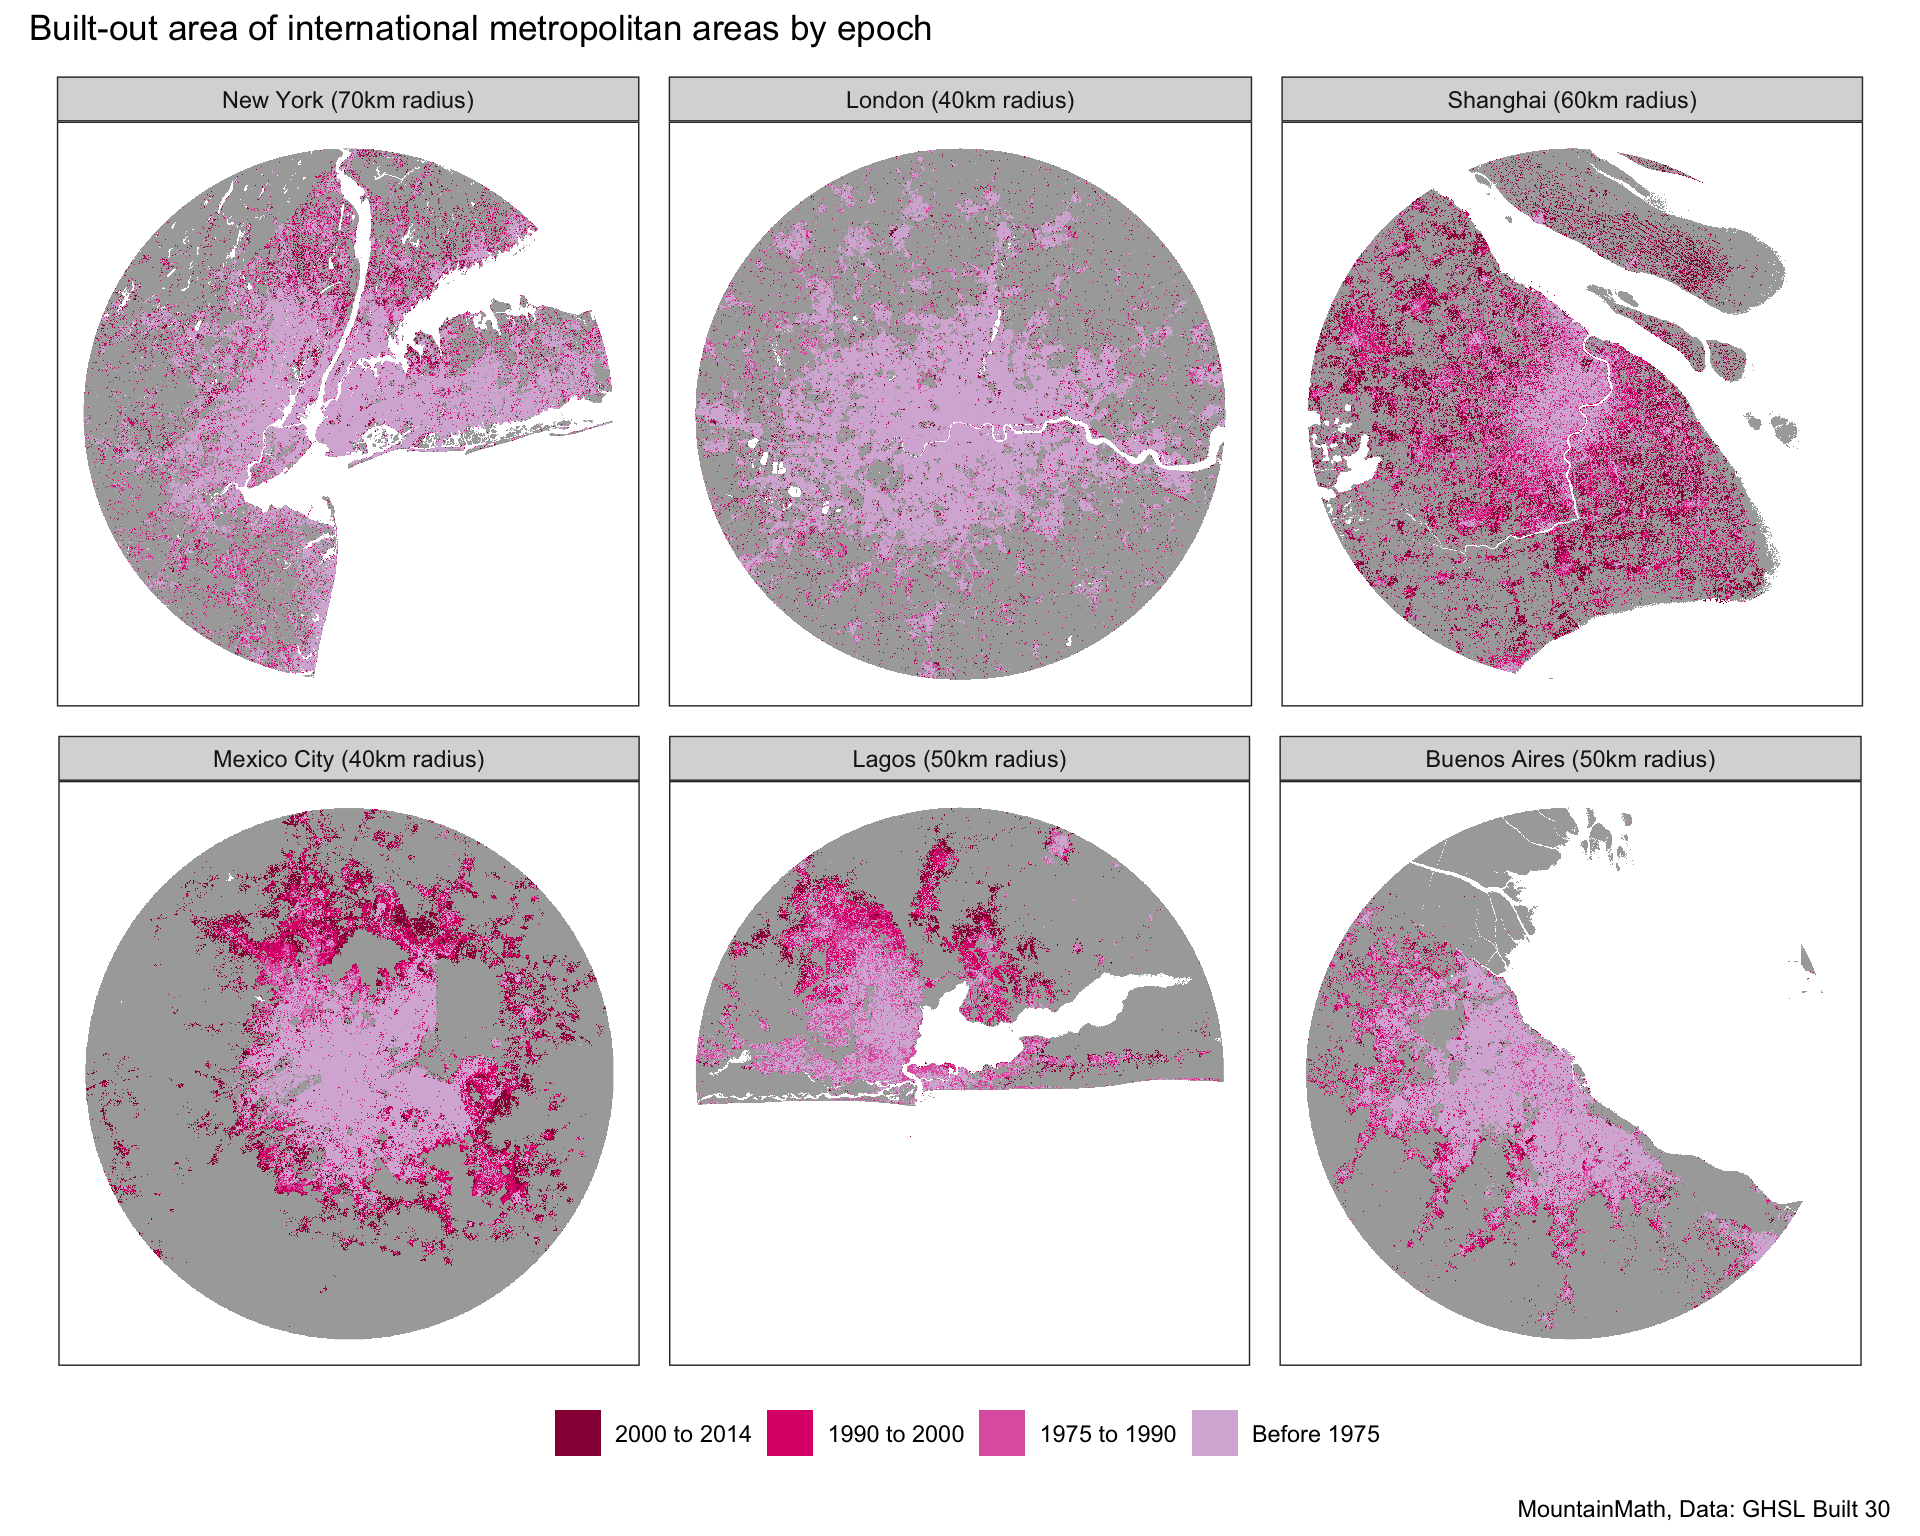 Built-out area of international metropolitan areas by epoch
New York (70km radius)
London (40km radius)
Shanghai (60km radius)
Mexico City (40km radius)
Lagos (50km radius)
Buenos Aires (50km radius)
2000 to 2014
1990 to 2000
1975 to 1990
Before 1975
MountainMath, Data: GHSL Built 30